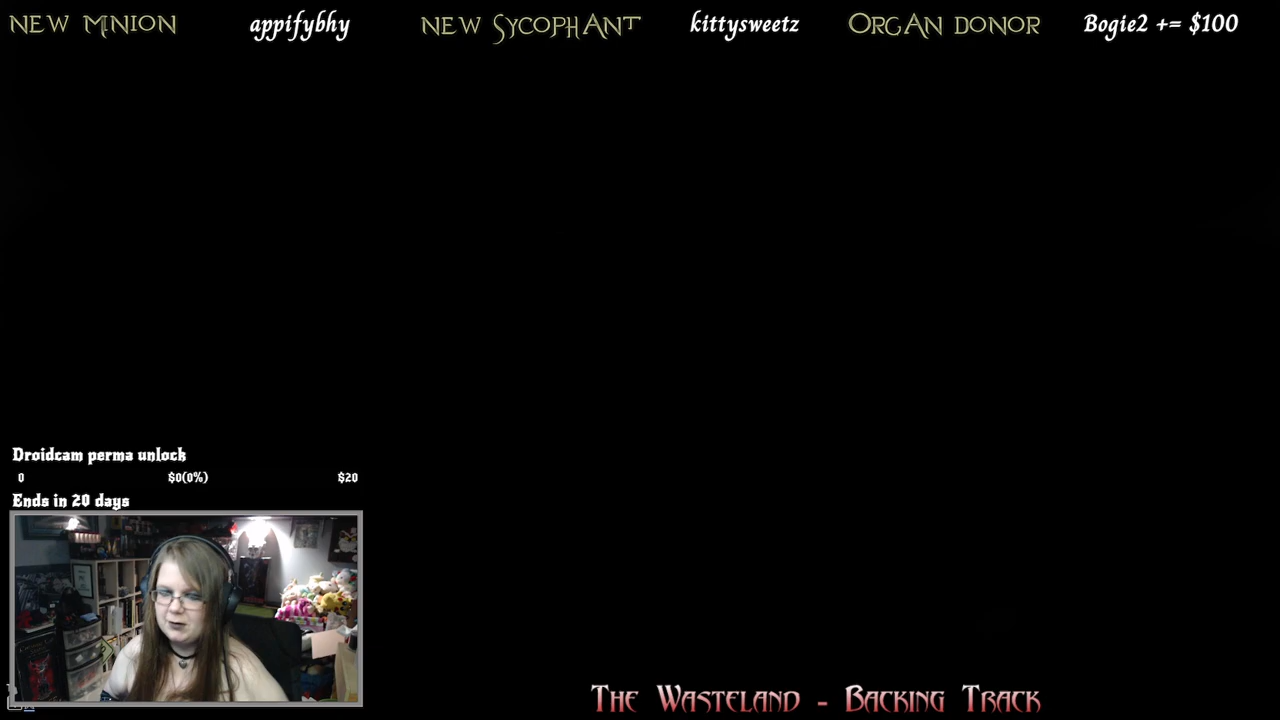 NEW MINION appifybhy NEW SYCOPHANT kittysweetz ORGAN DONOR Bogie2 += $100
Droidcam perma unlock
0 $0(0%) $20
Ends in 20 days
The Wasteland - Backing Track